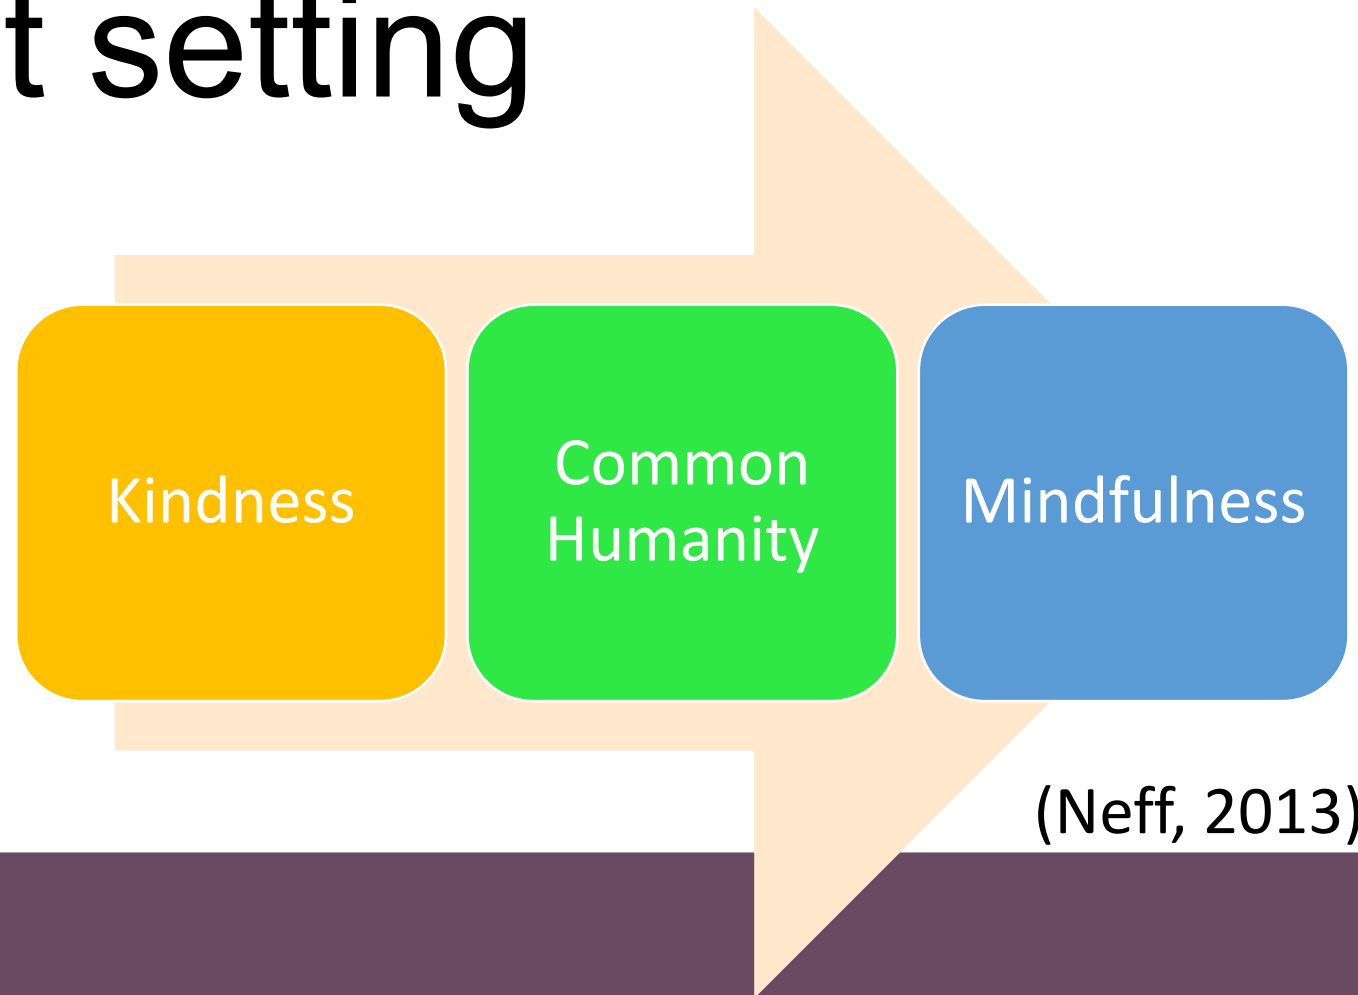 t setting
Kindness
Common
Humanity
Mindfulness
(Neff, 2013)